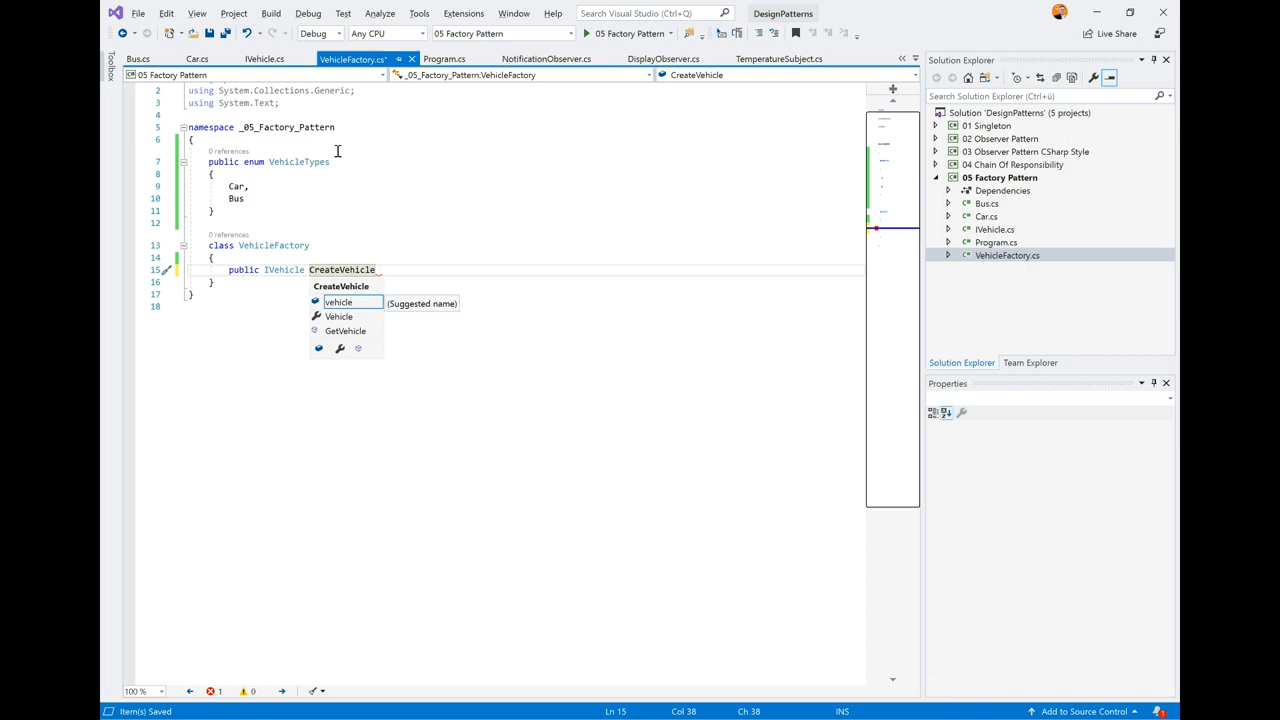 File Edit View Project Build Debug Test Analyze Tools Extensions Window Help Search Visual Studio (Ctrl+Q) DesignPatterns
Debug Any CPU 05 Factory Pattern 05 Factory Pattern Live Share
Toolbox
Bus.cs Car.cs IVehicle.cs VehicleFactory.cs* Program.cs NotificationObserver.cs DisplayObserver.cs TemperatureSubject.cs
05 Factory Pattern _05_Factory_Pattern.VehicleFactory CreateVehicle
2 using System.Collections.Generic;
3 using System.Text;
4
5 namespace _05_Factory_Pattern
6 {
0 references
7 public enum VehicleTypes
8 {
9 Car,
10 Bus
11 }
12
0 references
13 class VehicleFactory
14 {
15 public IVehicle CreateVehicle
16 }
17 }
18
CreateVehicle
vehicle (Suggested name)
Vehicle
GetVehicle
100 % 1 0
Solution Explorer
Search Solution Explorer (Ctrl+ü)
Solution 'DesignPatterns' (5 projects)
01 Singleton
02 Observer Pattern
03 Observer Pattern CSharp Style
04 Chain Of Responsibility
05 Factory Pattern
Dependencies
Bus.cs
Car.cs
IVehicle.cs
Program.cs
VehicleFactory.cs
Solution Explorer Team Explorer
Properties
Item(s) Saved Ln 15 Col 38 Ch 38 INS Add to Source Control 1